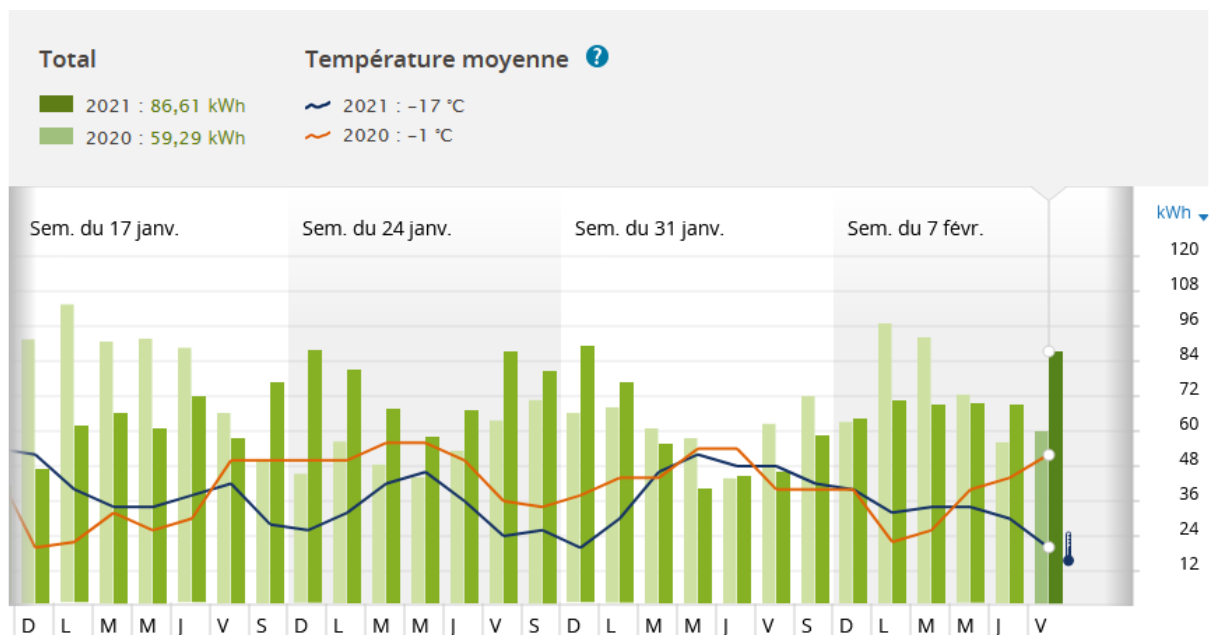 Total
2021 : 86,61 kWh
2020 : 59,29 kWh
Température moyenne ?
2021 : -17 °C
2020 : -1 °C
Sem. du 17 janv.
Sem. du 24 janv.
Sem. du 31 janv.
Sem. du 7 févr.
kWh
120
108
96
84
72
60
48
36
24
12
D L M M J V S D L M M J V S D L M M J V S D L M M J V